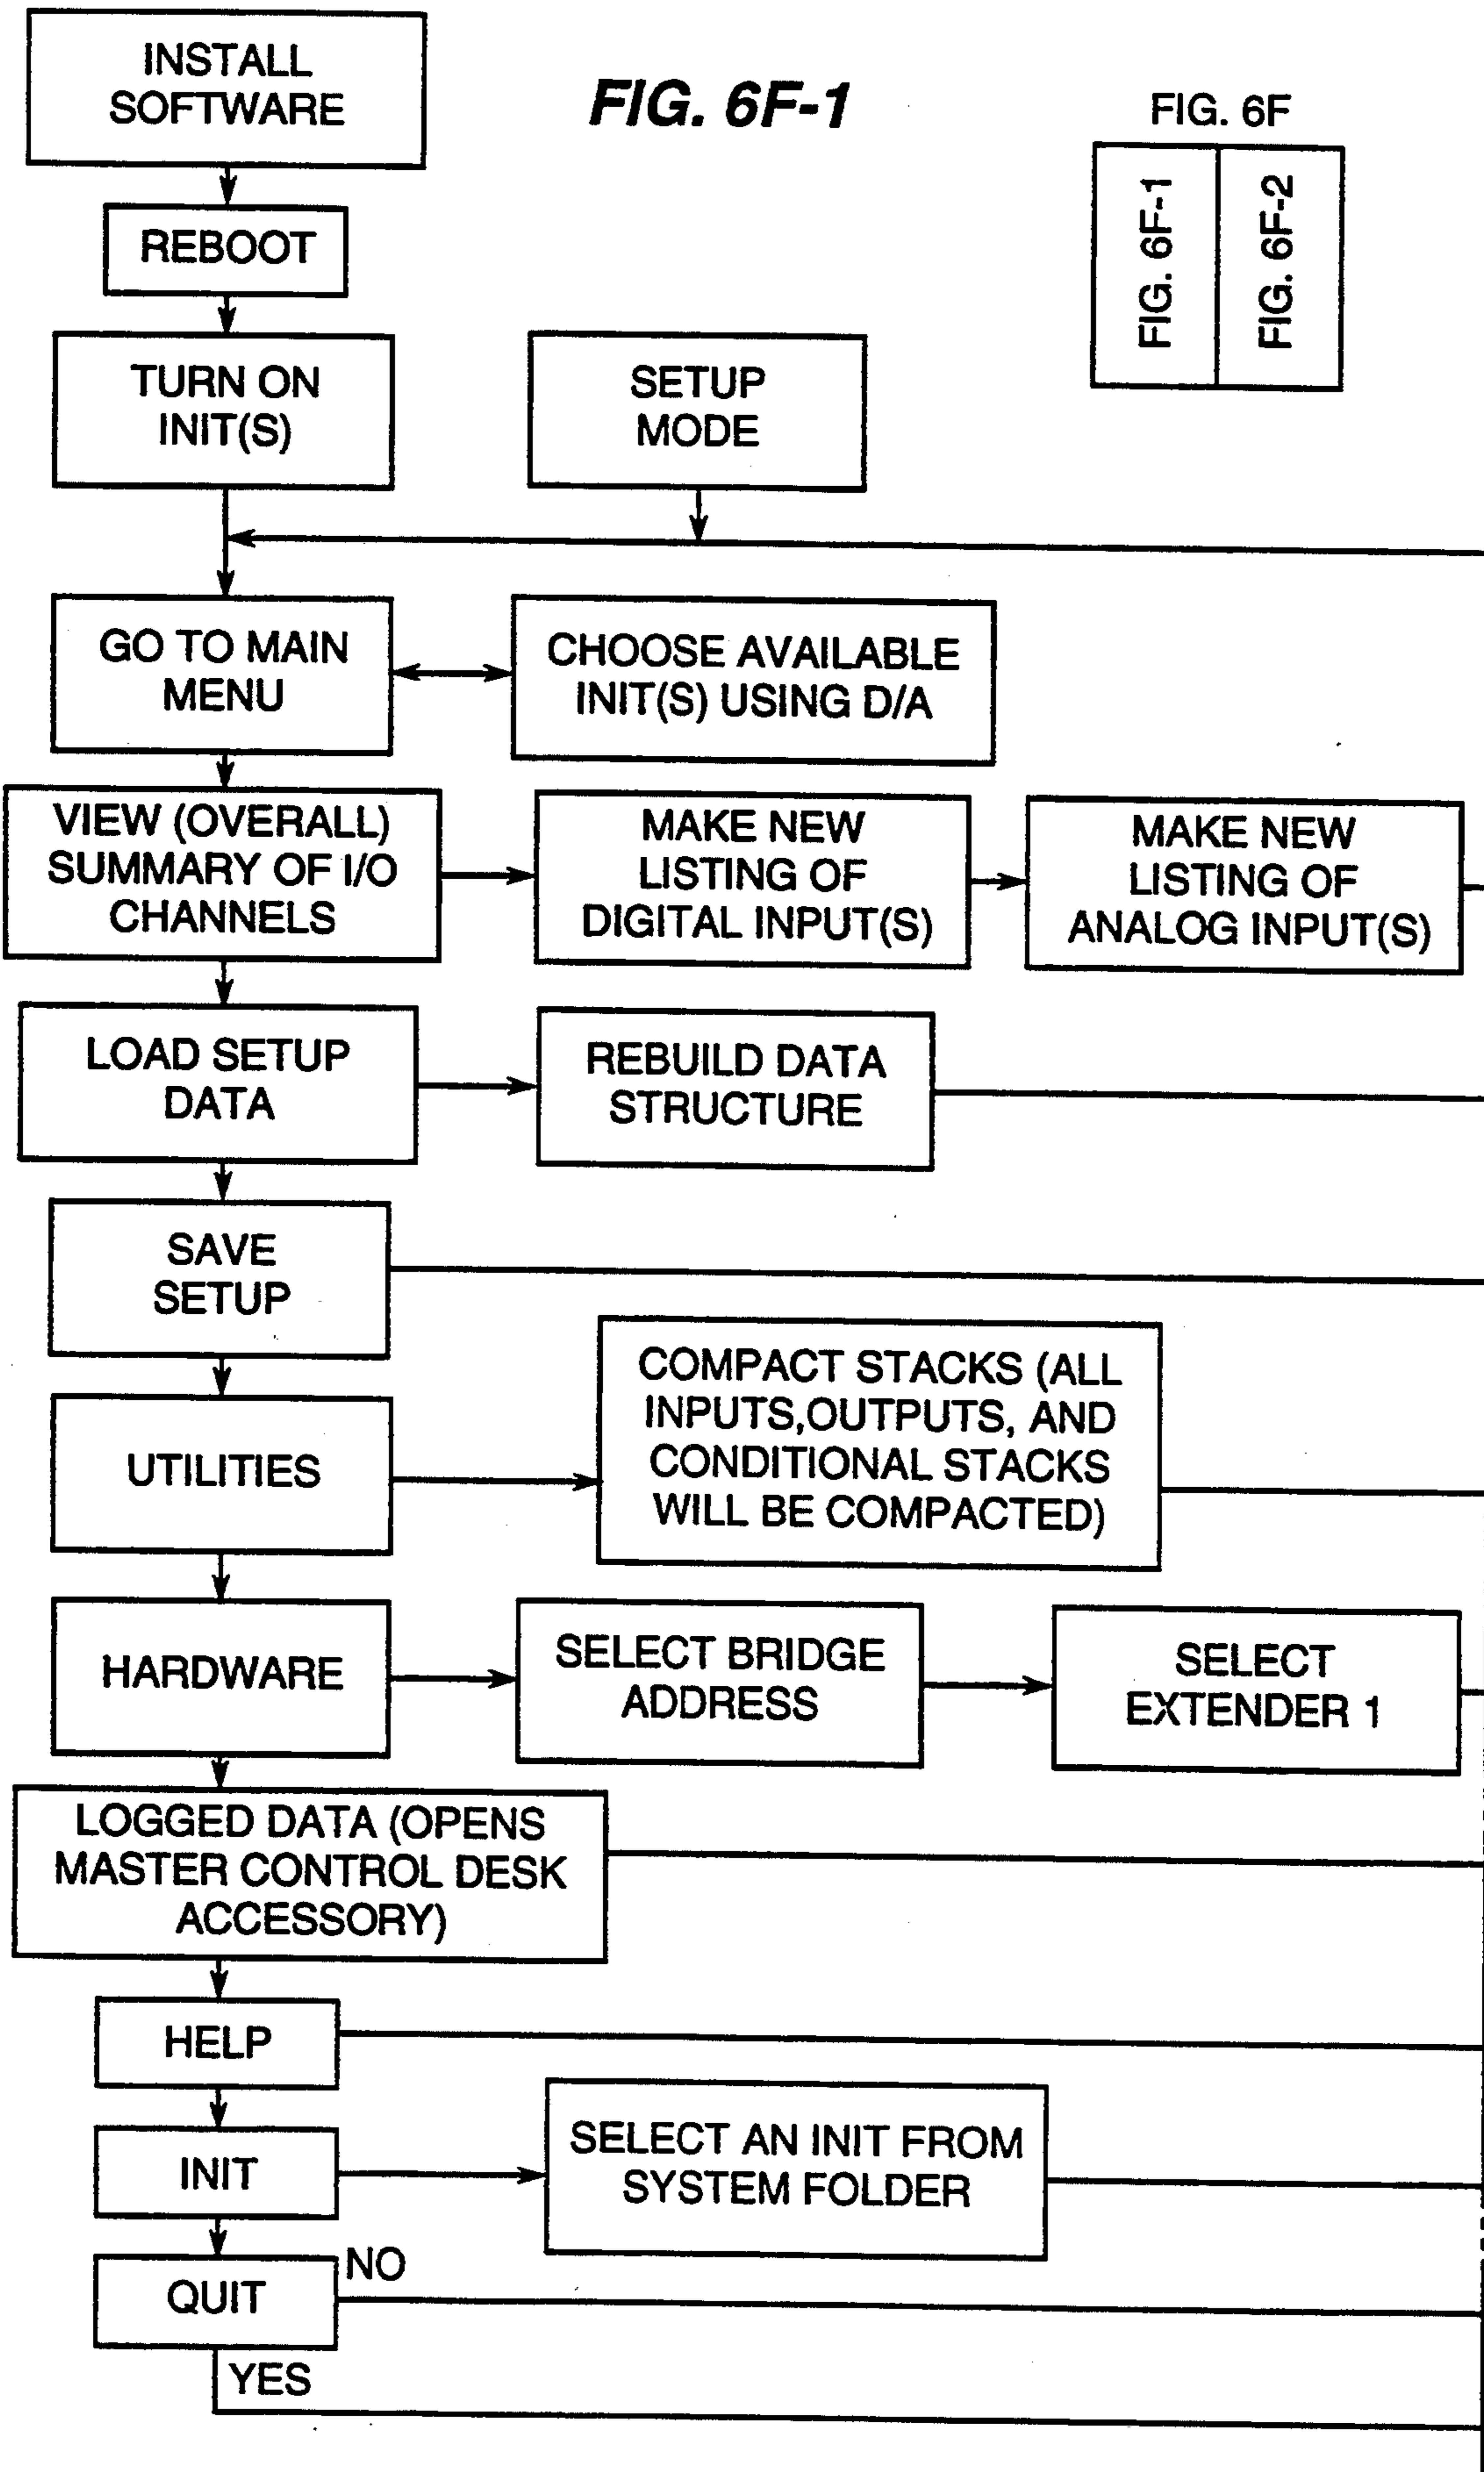 INSTALL
SOFTWARE
FIG. 6F-1
FIG. 6F
FIG. 6F-1
FIG. 6F-2
REBOOT
TURN ON
INIT(S)
SETUP
MODE
GO TO MAIN
MENU
CHOOSE AVAILABLE
INIT(S) USING D/A
VIEW (OVERALL)
SUMMARY OF I/O
CHANNELS
MAKE NEW
LISTING OF
DIGITAL INPUT(S)
MAKE NEW
LISTING OF
ANALOG INPUT(S)
LOAD SETUP
DATA
REBUILD DATA
STRUCTURE
SAVE
SETUP
UTILITIES
COMPACT STACKS (ALL
INPUTS,OUTPUTS, AND
CONDITIONAL STACKS
WILL BE COMPACTED)
HARDWARE
SELECT BRIDGE
ADDRESS
SELECT
EXTENDER 1
LOGGED DATA (OPENS
MASTER CONTROL DESK
ACCESSORY)
HELP
INIT
SELECT AN INIT FROM
SYSTEM FOLDER
QUIT
NO
YES